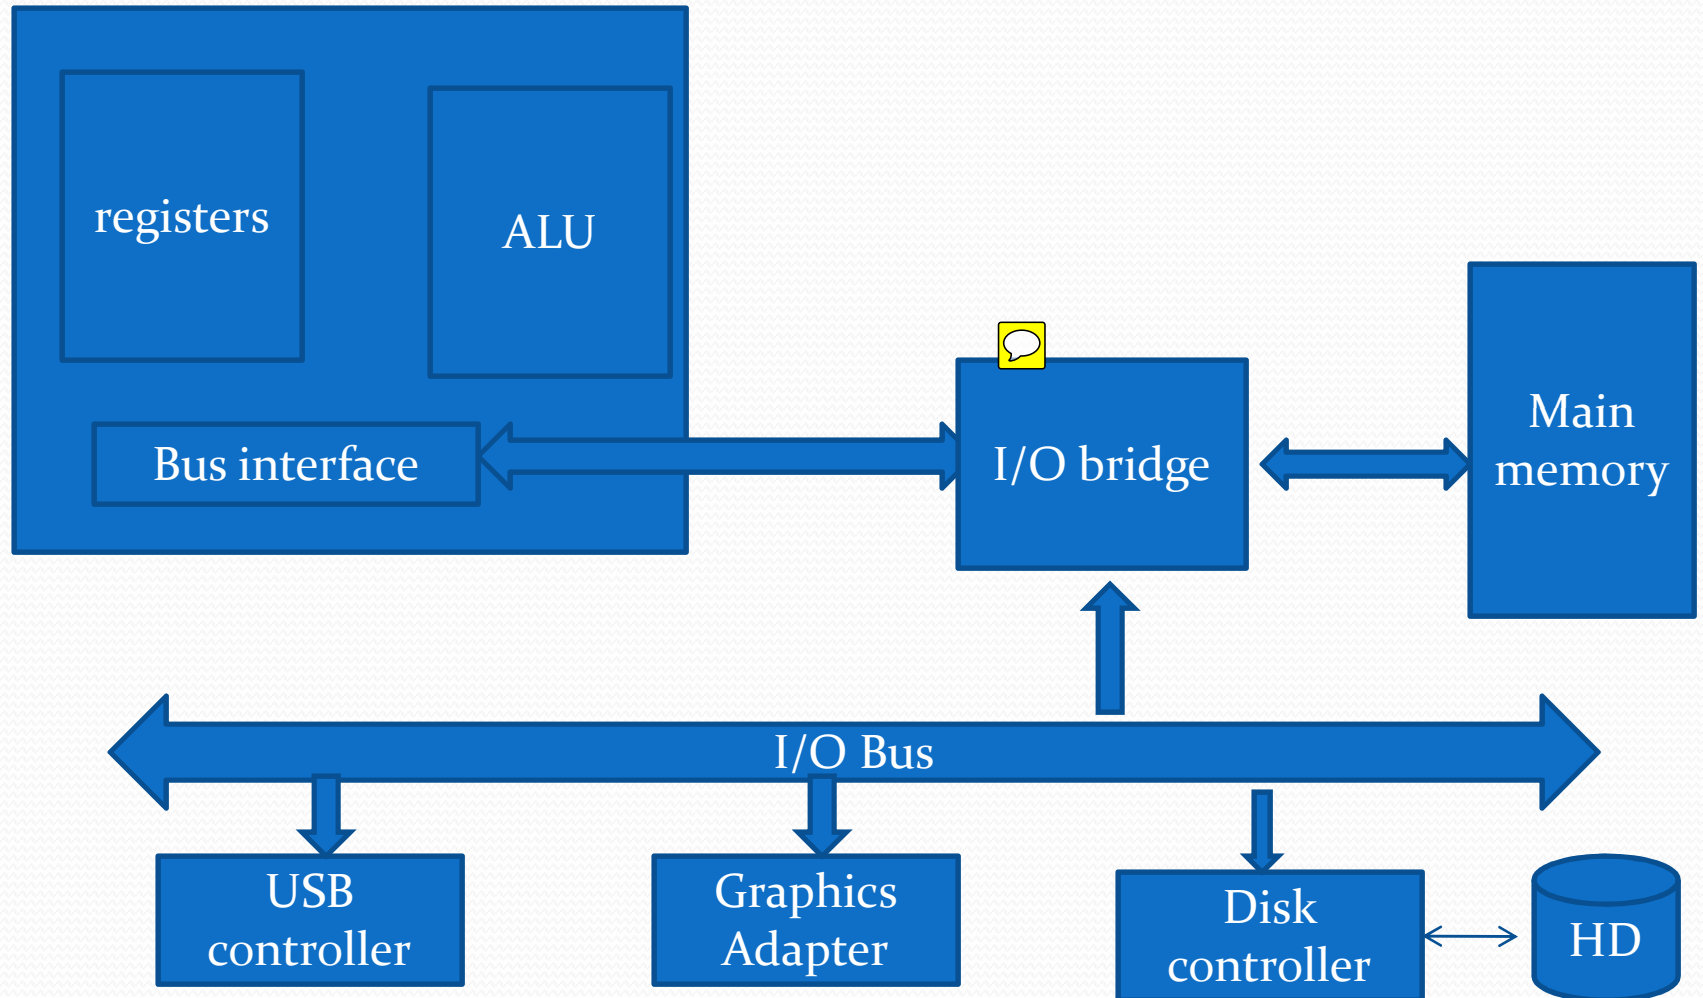 registers
ALU
Bus interface
I/O bridge
Main
memory
I/O Bus
USB
controller
Graphics
Adapter
Disk
controller
HD